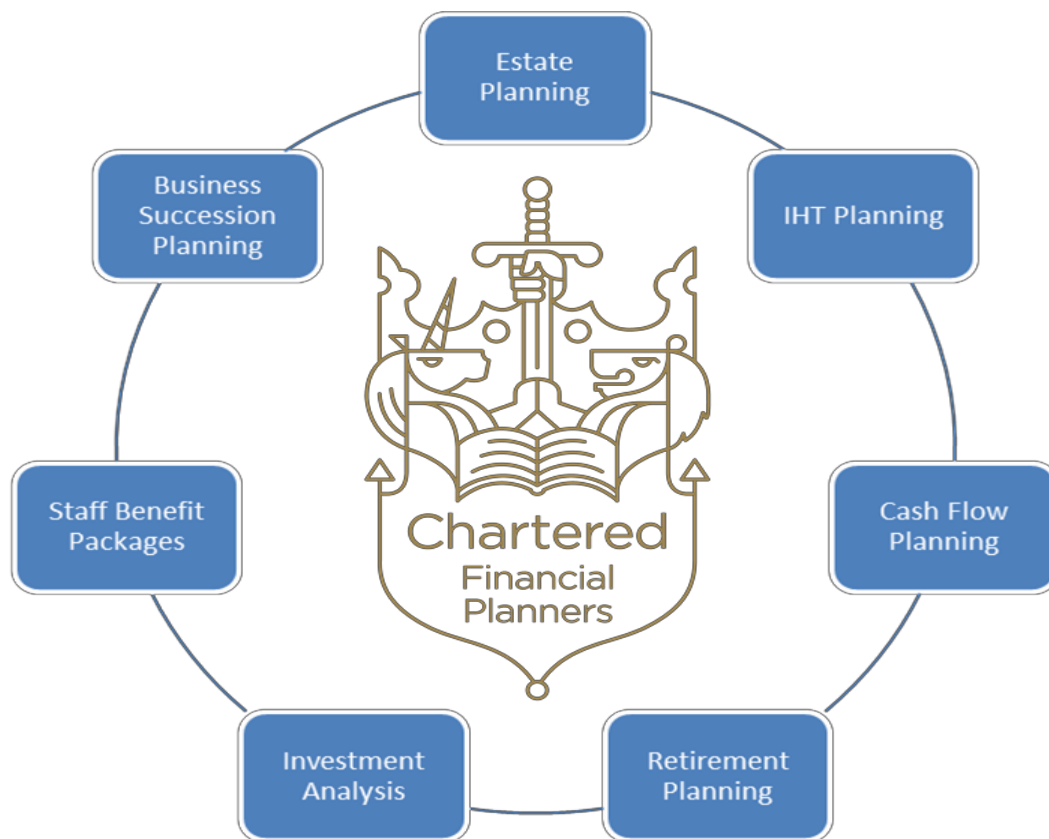 Estate
Planning
IHT Planning
Cash Flow
Planning
Retirement
Planning
Investment
Analysis
Staff Benefit
Packages
Business
Succession
Planning
Chartered
Financial
Planners